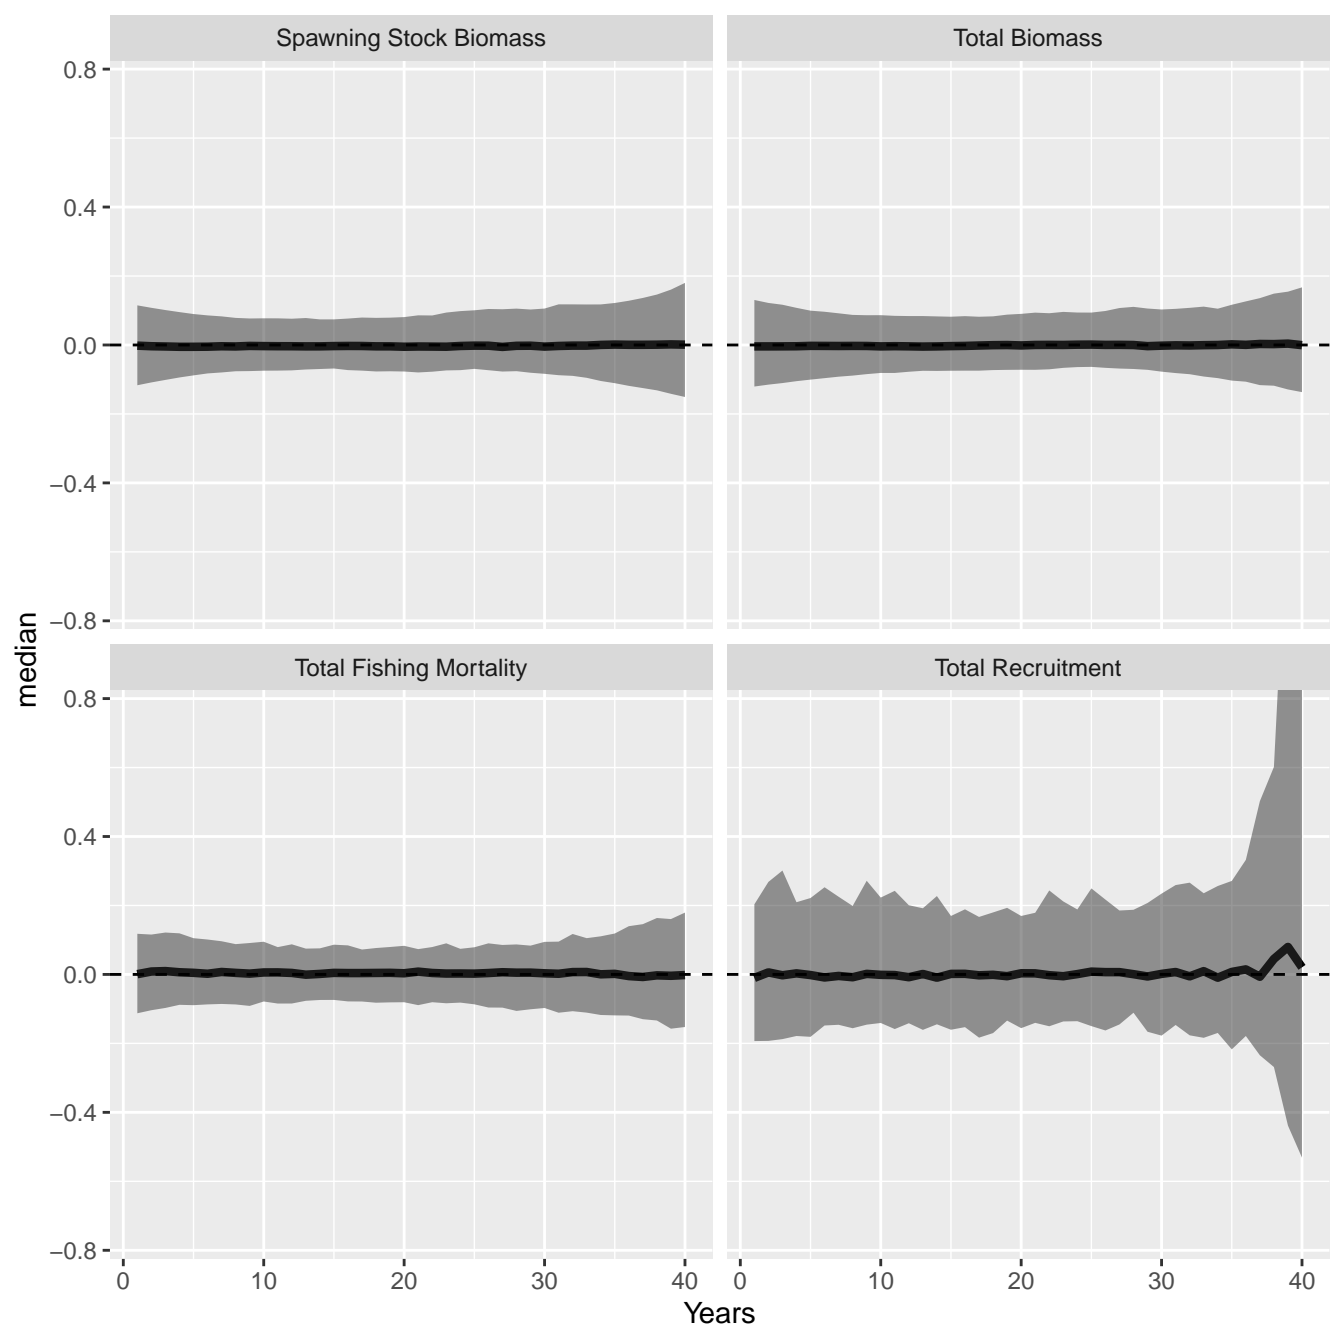 Spawning Stock Biomass
Total Biomass
0.8
0.4
0.0
−0.4
−0.8
median
Total Fishing Mortality
Total Recruitment
0.8
0.4
0.0
−0.4
−0.8
0 10 20 30 40
0 10 20 30 40
Years